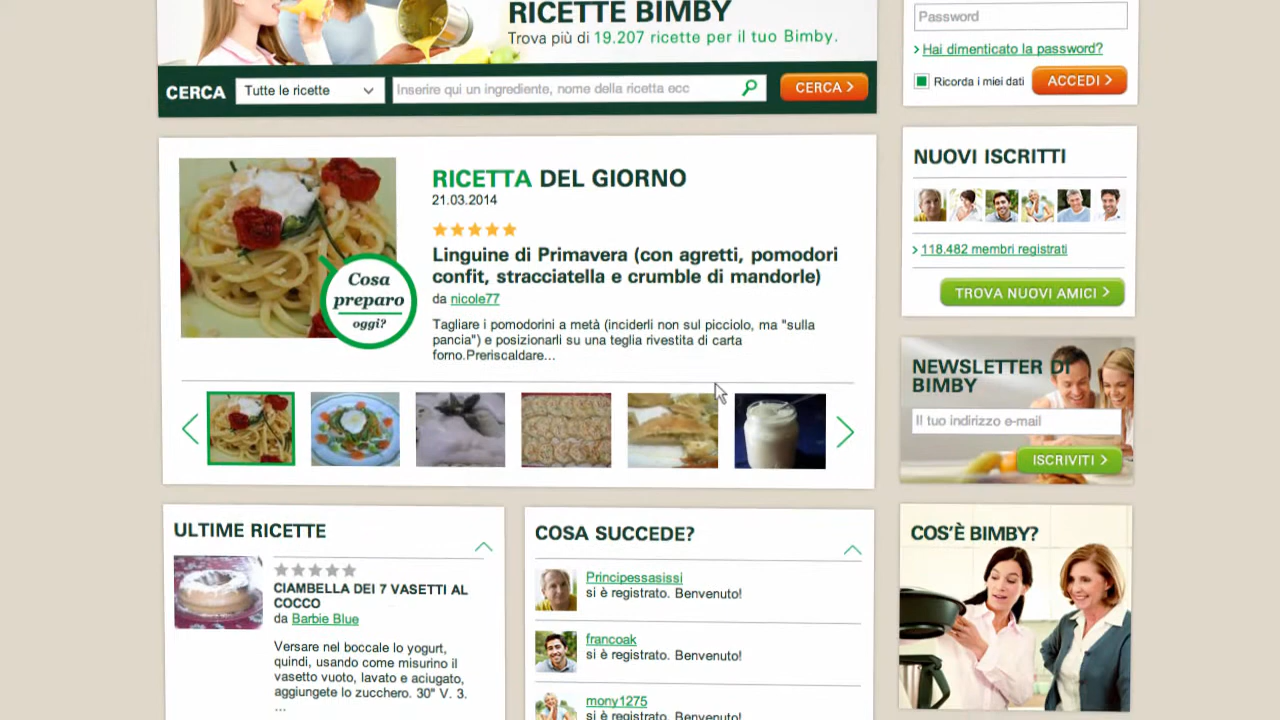 RICETTE BIMBY
Trova più di 19.207 ricette per il tuo Bimby.
CERCA
Tutte le ricette
Inserire qui un ingrediente, nome della ricetta ecc
CERCA
RICETTA DEL GIORNO
21.03.2014
Linguine di Primavera (con agretti, pomodori
confit, stracciatella e crumble di mandorle)
da nicole77
Tagliare i pomodorini a metà (inciderli non sul picciolo, ma "sulla
pancia") e posizionarli su una teglia rivestita di carta
forno.Preriscaldare...
Cosa
preparo
oggi?
ULTIME RICETTE
CIAMBELLA DEI 7 VASETTI AL
COCCO
da Barbie Blue
Versare nel boccale lo yogurt,
quindi, usando come misurino il
vasetto vuoto, lavato e aciugato,
aggiungete lo zucchero. 30" V. 3.
...
COSA SUCCEDE?
Principessasissi
si è registrato. Benvenuto!
francoak
si è registrato. Benvenuto!
mony1275
si è registrato. Benvenuto!
Password
Hai dimenticato la password?
Ricorda i miei dati
ACCEDI
NUOVI ISCRITTI
118.482 membri registrati
TROVA NUOVI AMICI
NEWSLETTER DI
BIMBY
Il tuo indirizzo e-mail
ISCRIVITI
COS'È BIMBY?